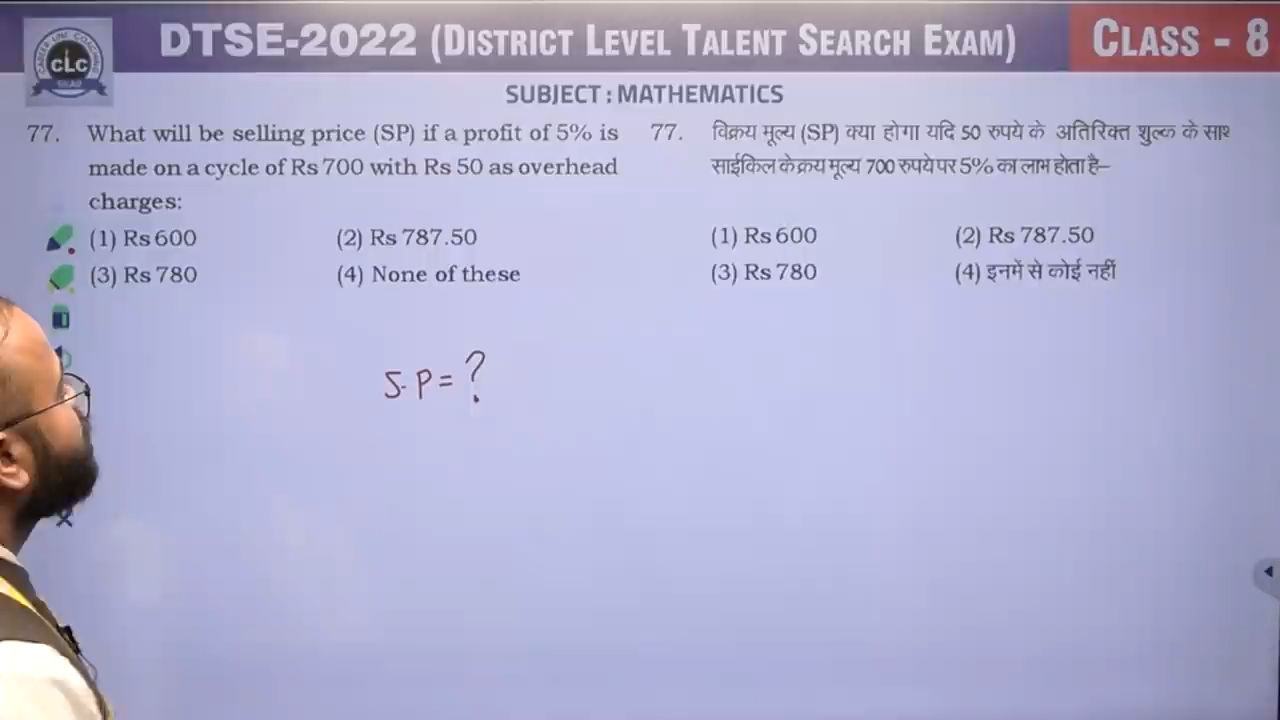 DTSE-2022 (DISTRICT LEVEL TALENT SEARCH EXAM)
CLASS - 8
CLC
SUBJECT : MATHEMATICS
77. What will be selling price (SP) if a profit of 5% is
made on a cycle of Rs 700 with Rs 50 as overhead
charges:
(1) Rs 600 (2) Rs 787.50
(3) Rs 780 (4) None of these
77. विक्रय मूल्य (SP) क्या होगा यदि 50 रुपये के अतिरिक्त शुल्क के साथ
साईकिल के क्रय मूल्य 700 रुपये पर 5% का लाभ होता है–
(1) Rs 600 (2) Rs 787.50
(3) Rs 780 (4) इनमें से कोई नहीं
S.P = ?